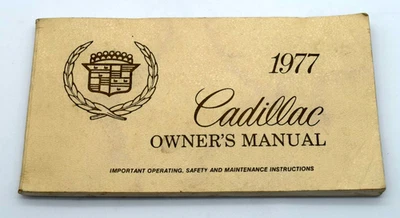 1977
Cadillac
OWNER'S MANUAL
IMPORTANT OPERATING, SAFETY AND MAINTENANCE INSTRUCTIONS